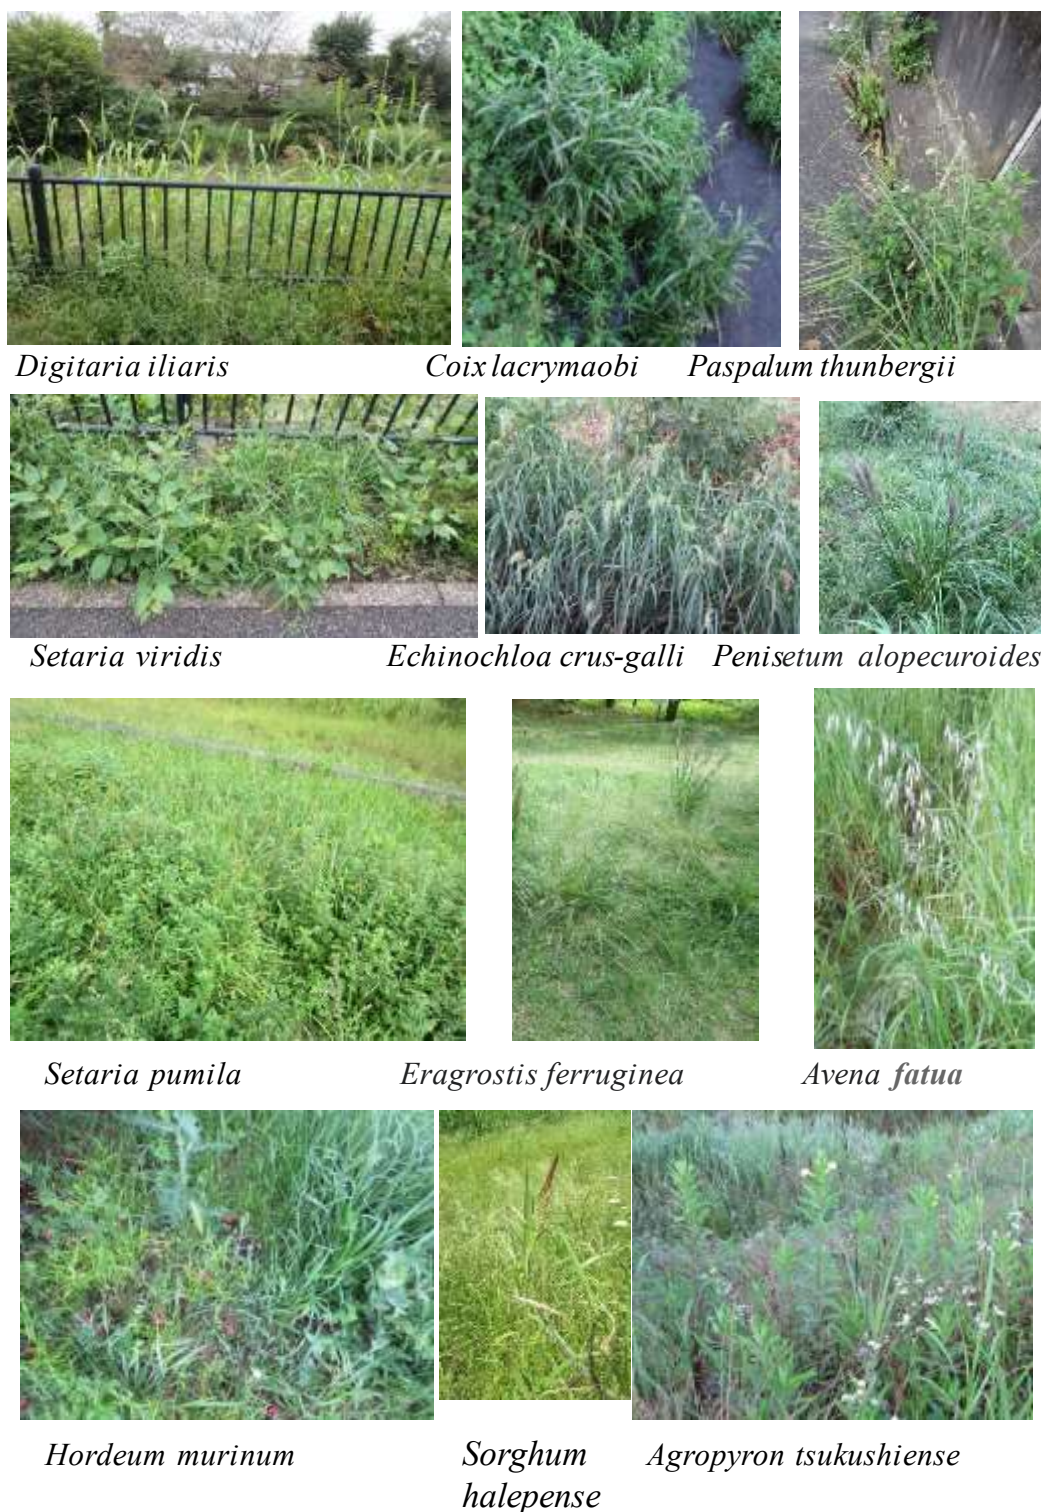 Digitaria iliaris Coix lacrymaobi Paspalum thunbergii
Setaria viridis Echinochloa crus-galli Penisetum alopecuroides
Setaria pumila Eragrostis ferruginea Avena fatua
Hordeum murinum Sorghum halepense Agropyron tsukushiense